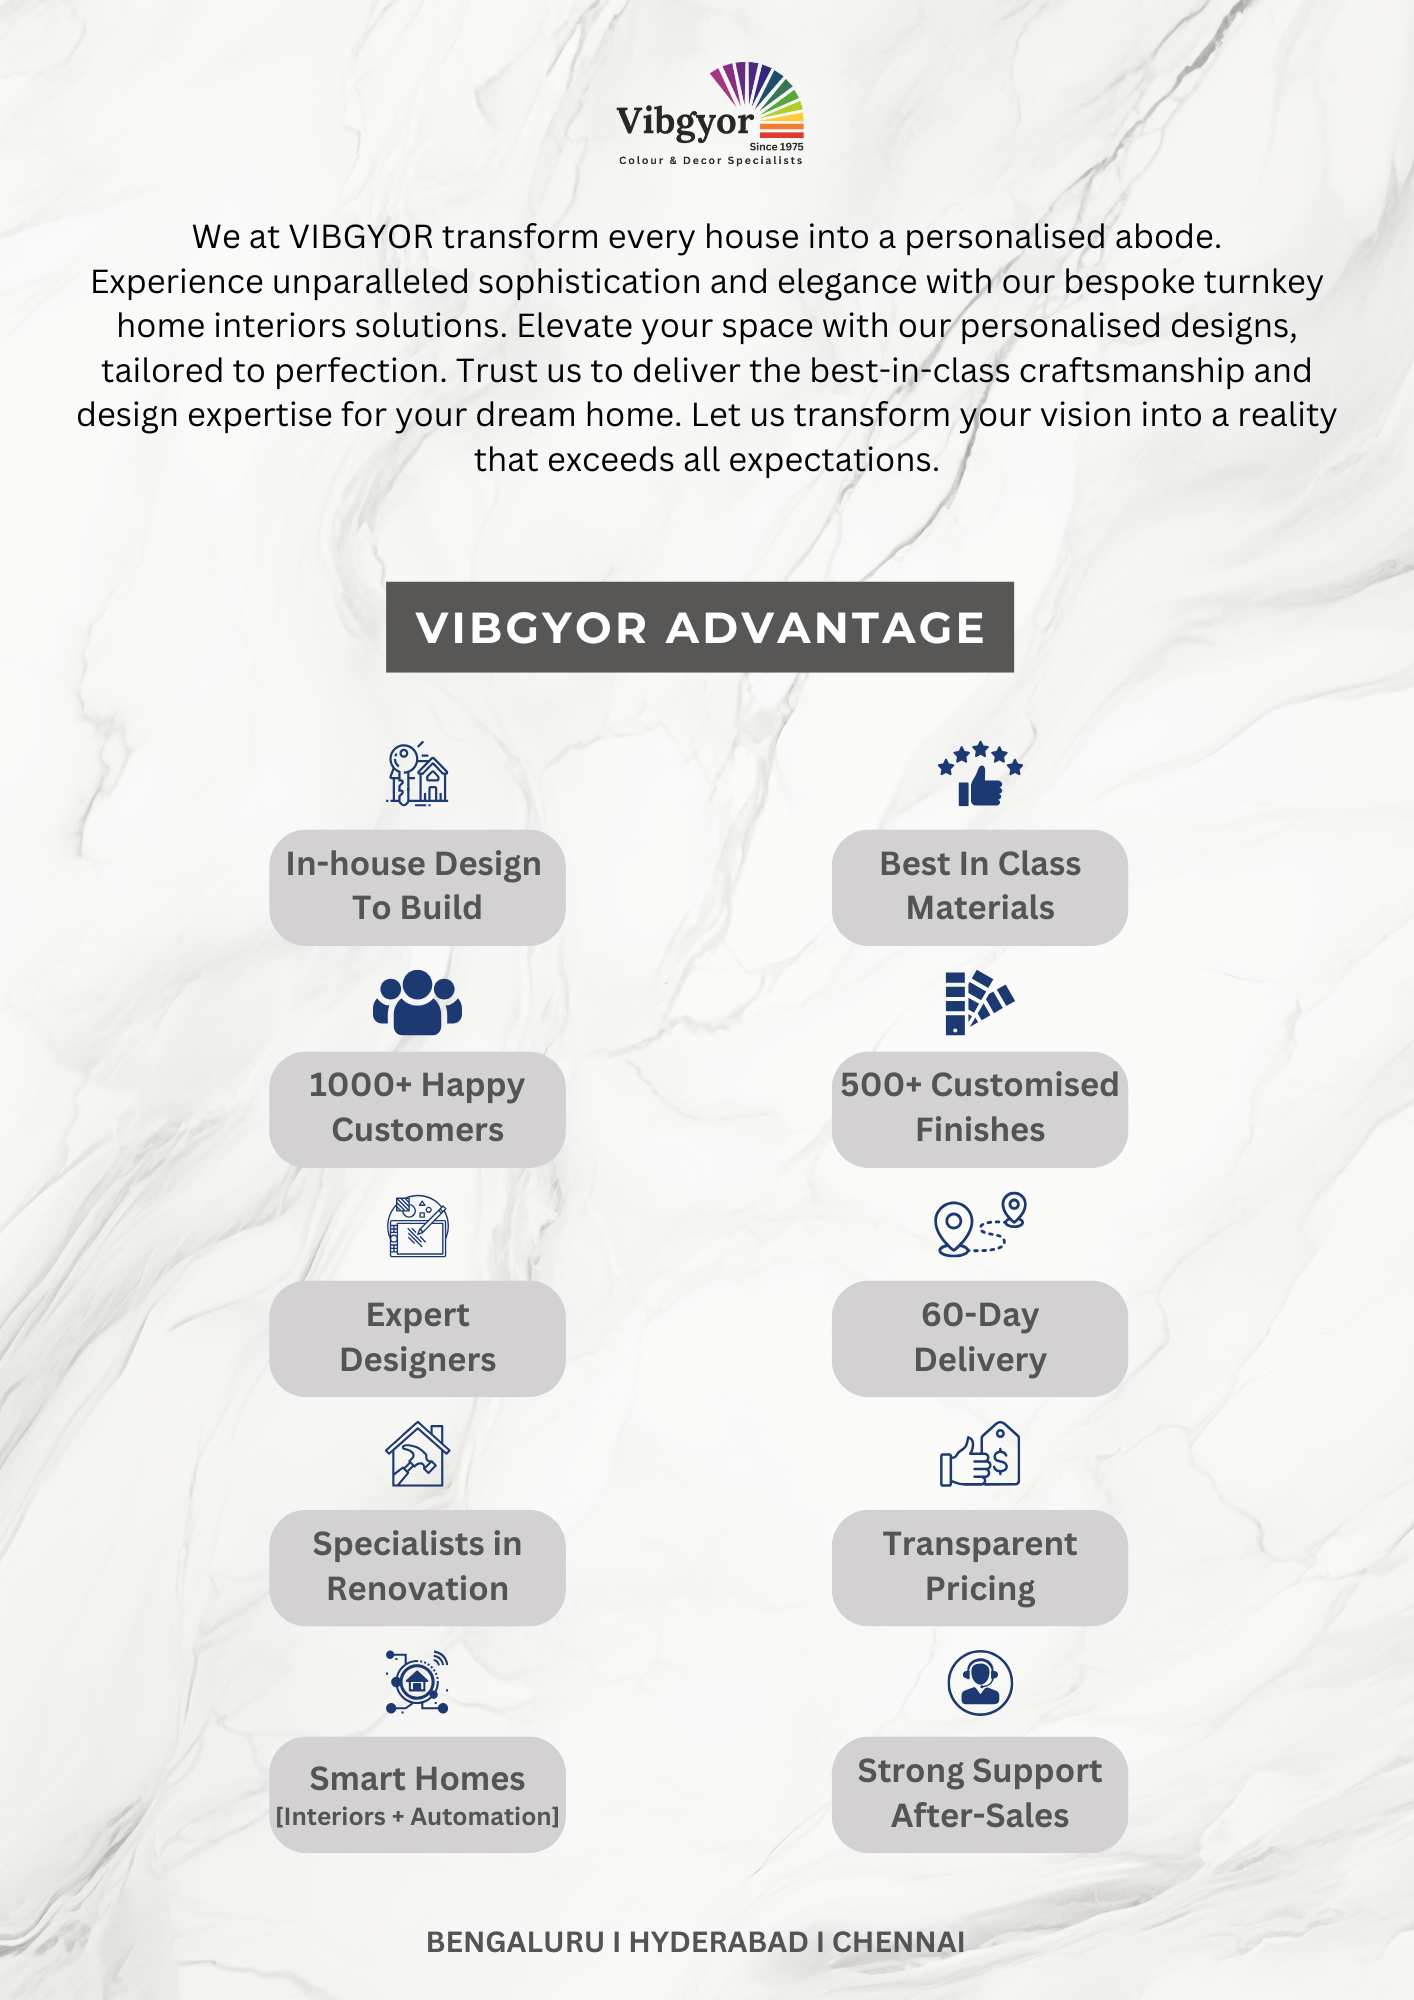 Vibgyor
Since 1975
Colour & Decor Specialists
We at VIBGYOR transform every house into a personalised abode.
Experience unparalleled sophistication and elegance with our bespoke turnkey
home interiors solutions. Elevate your space with our personalised designs,
tailored to perfection. Trust us to deliver the best-in-class craftsmanship and
design expertise for your dream home. Let us transform your vision into a reality
that exceeds all expectations.
VIBGYOR ADVANTAGE
In-house Design
To Build
Best In Class
Materials
1000+ Happy
Customers
500+ Customised
Finishes
Expert
Designers
60-Day
Delivery
Specialists in
Renovation
$
Transparent
Pricing
Smart Homes
[Interiors + Automation]
Strong Support
After-Sales
BENGALURU I HYDERABAD I CHENNAI